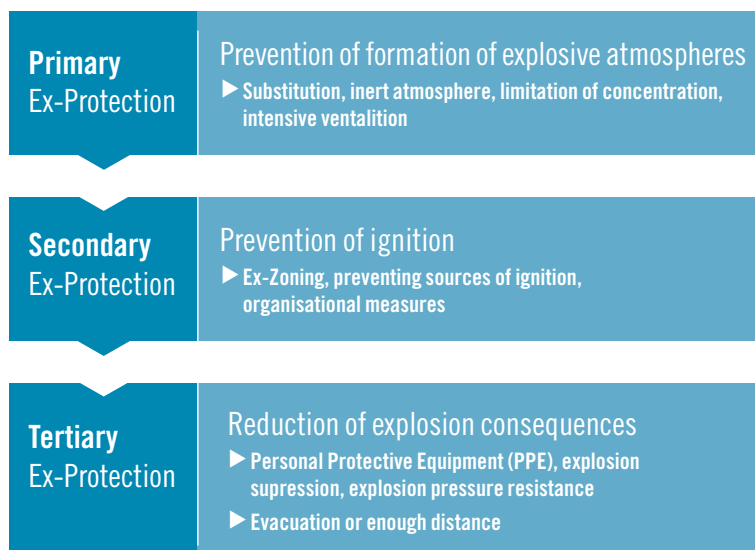 Primary
Ex-Protection
Prevention of formation of explosive atmospheres
▶ Substitution, inert atmosphere, limitation of concentration,
intensive ventalition
Secondary
Ex-Protection
Prevention of ignition
▶ Ex-Zoning, preventing sources of ignition,
organisational measures
Tertiary
Ex-Protection
Reduction of explosion consequences
▶ Personal Protective Equipment (PPE), explosion
supression, explosion pressure resistance
▶ Evacuation or enough distance